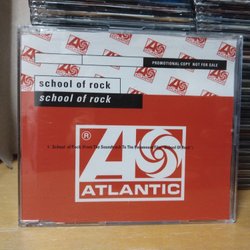 PROMOTIONAL COPY NOT FOR SALE
school of rock
school of rock
1. School of Rock (From The Soundtrack To The Paramount Film "School Of Rock")
®
ATLANTIC